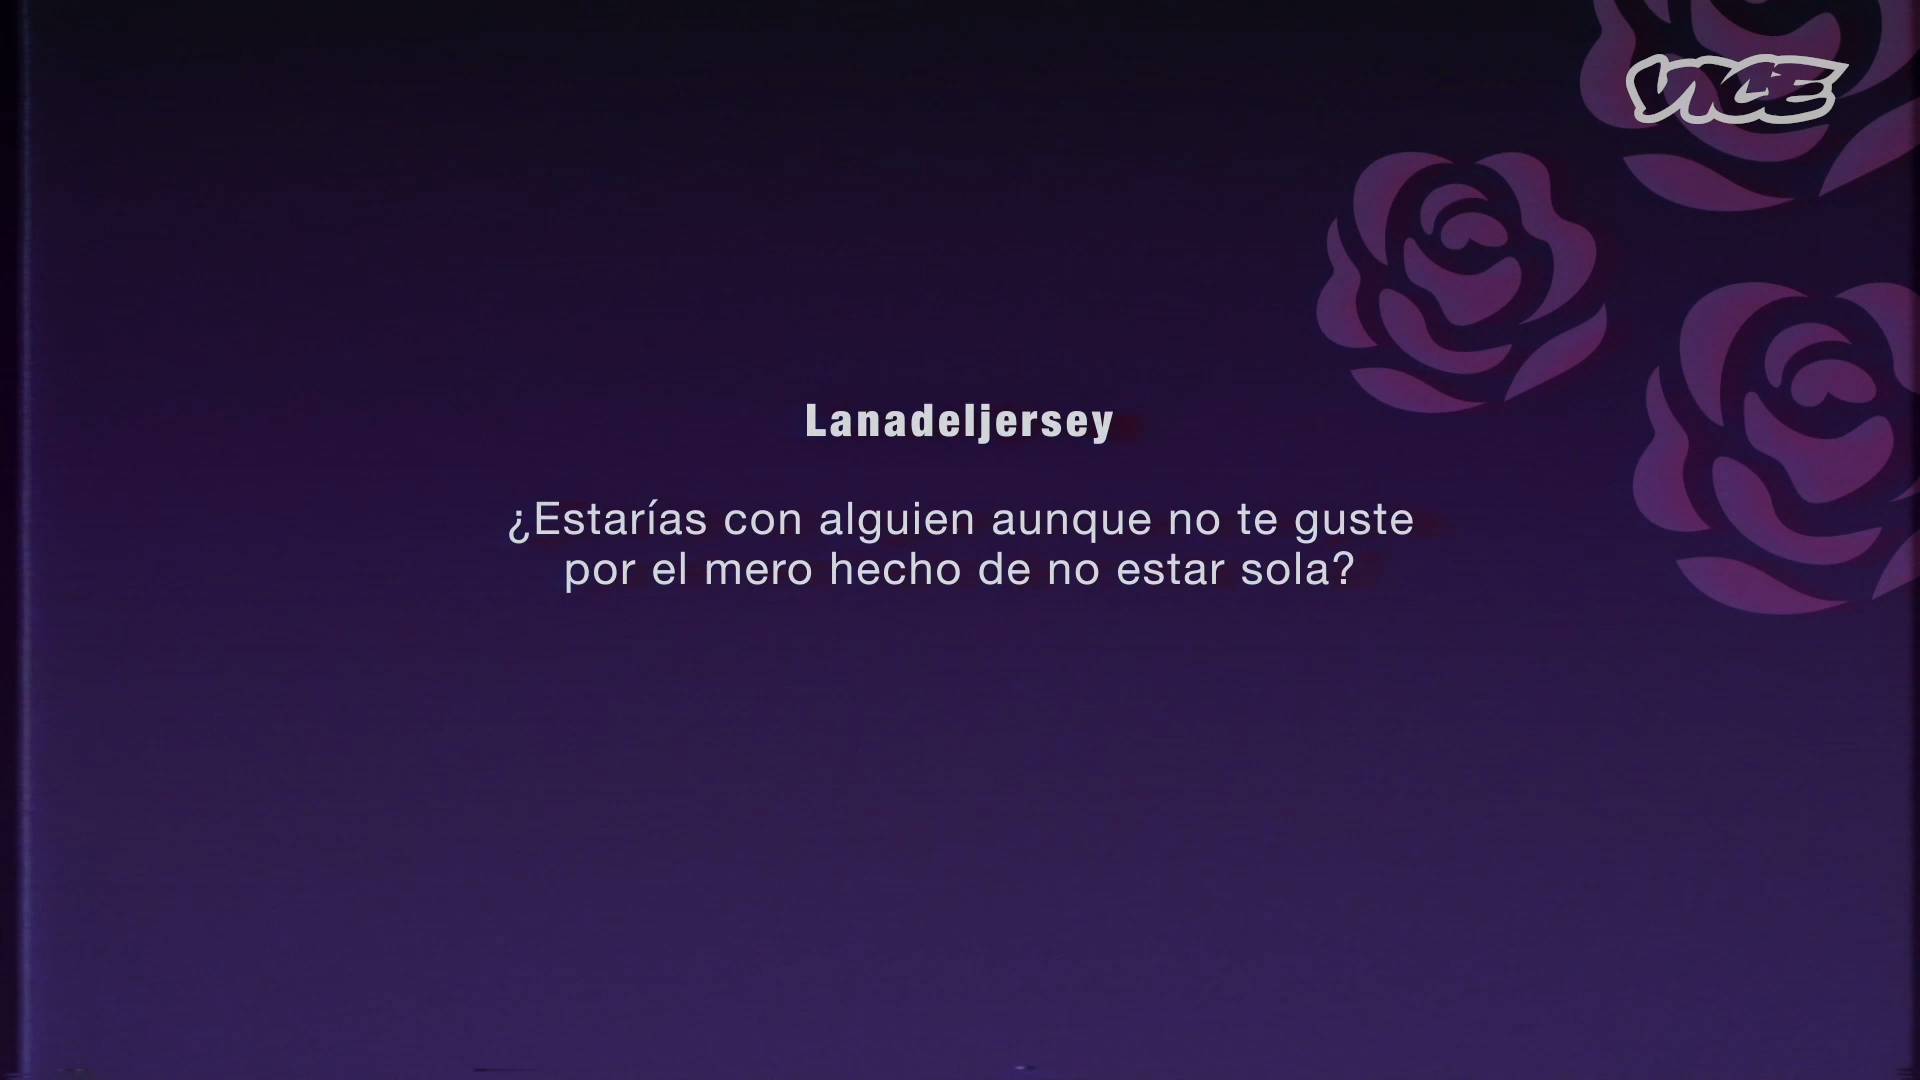 VICE
Lanadeljersey
¿Estarías con alguien aunque no te guste
por el mero hecho de no estar sola?